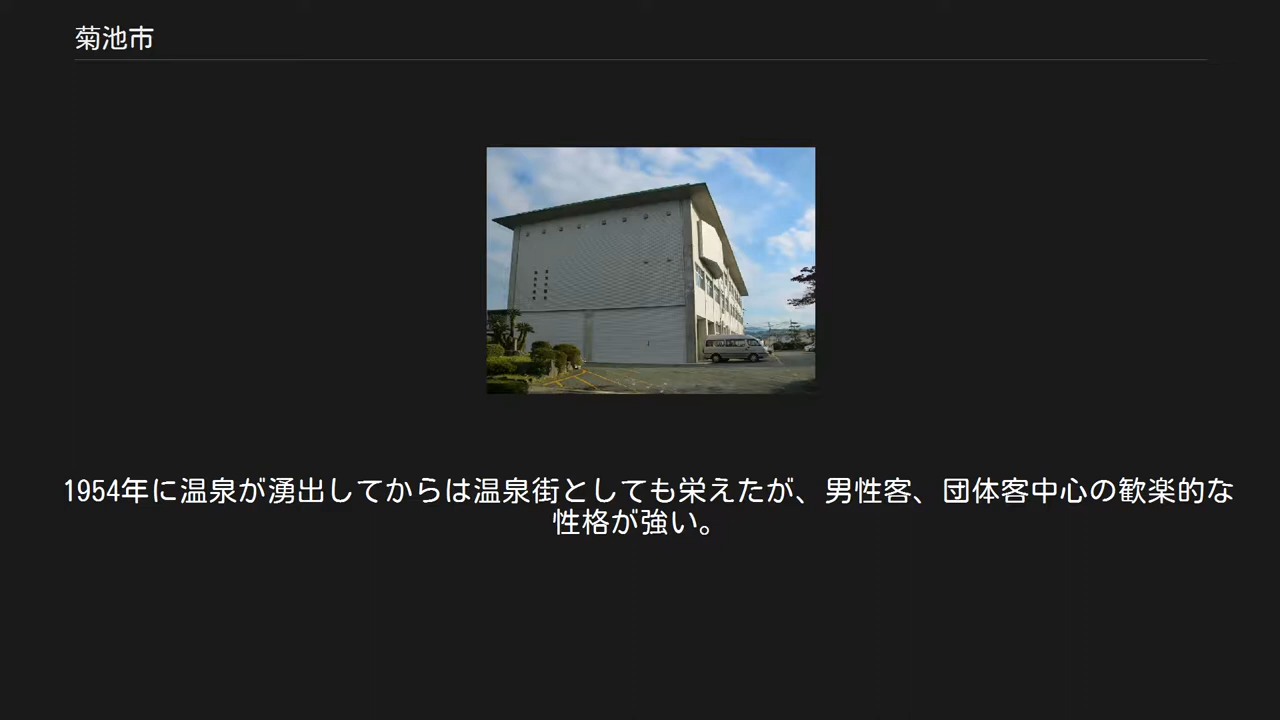 菊池市
1954年に温泉が湧出してからは温泉街としても栄えたが、男性客、団体客中心の歓楽的な
性格が強い。